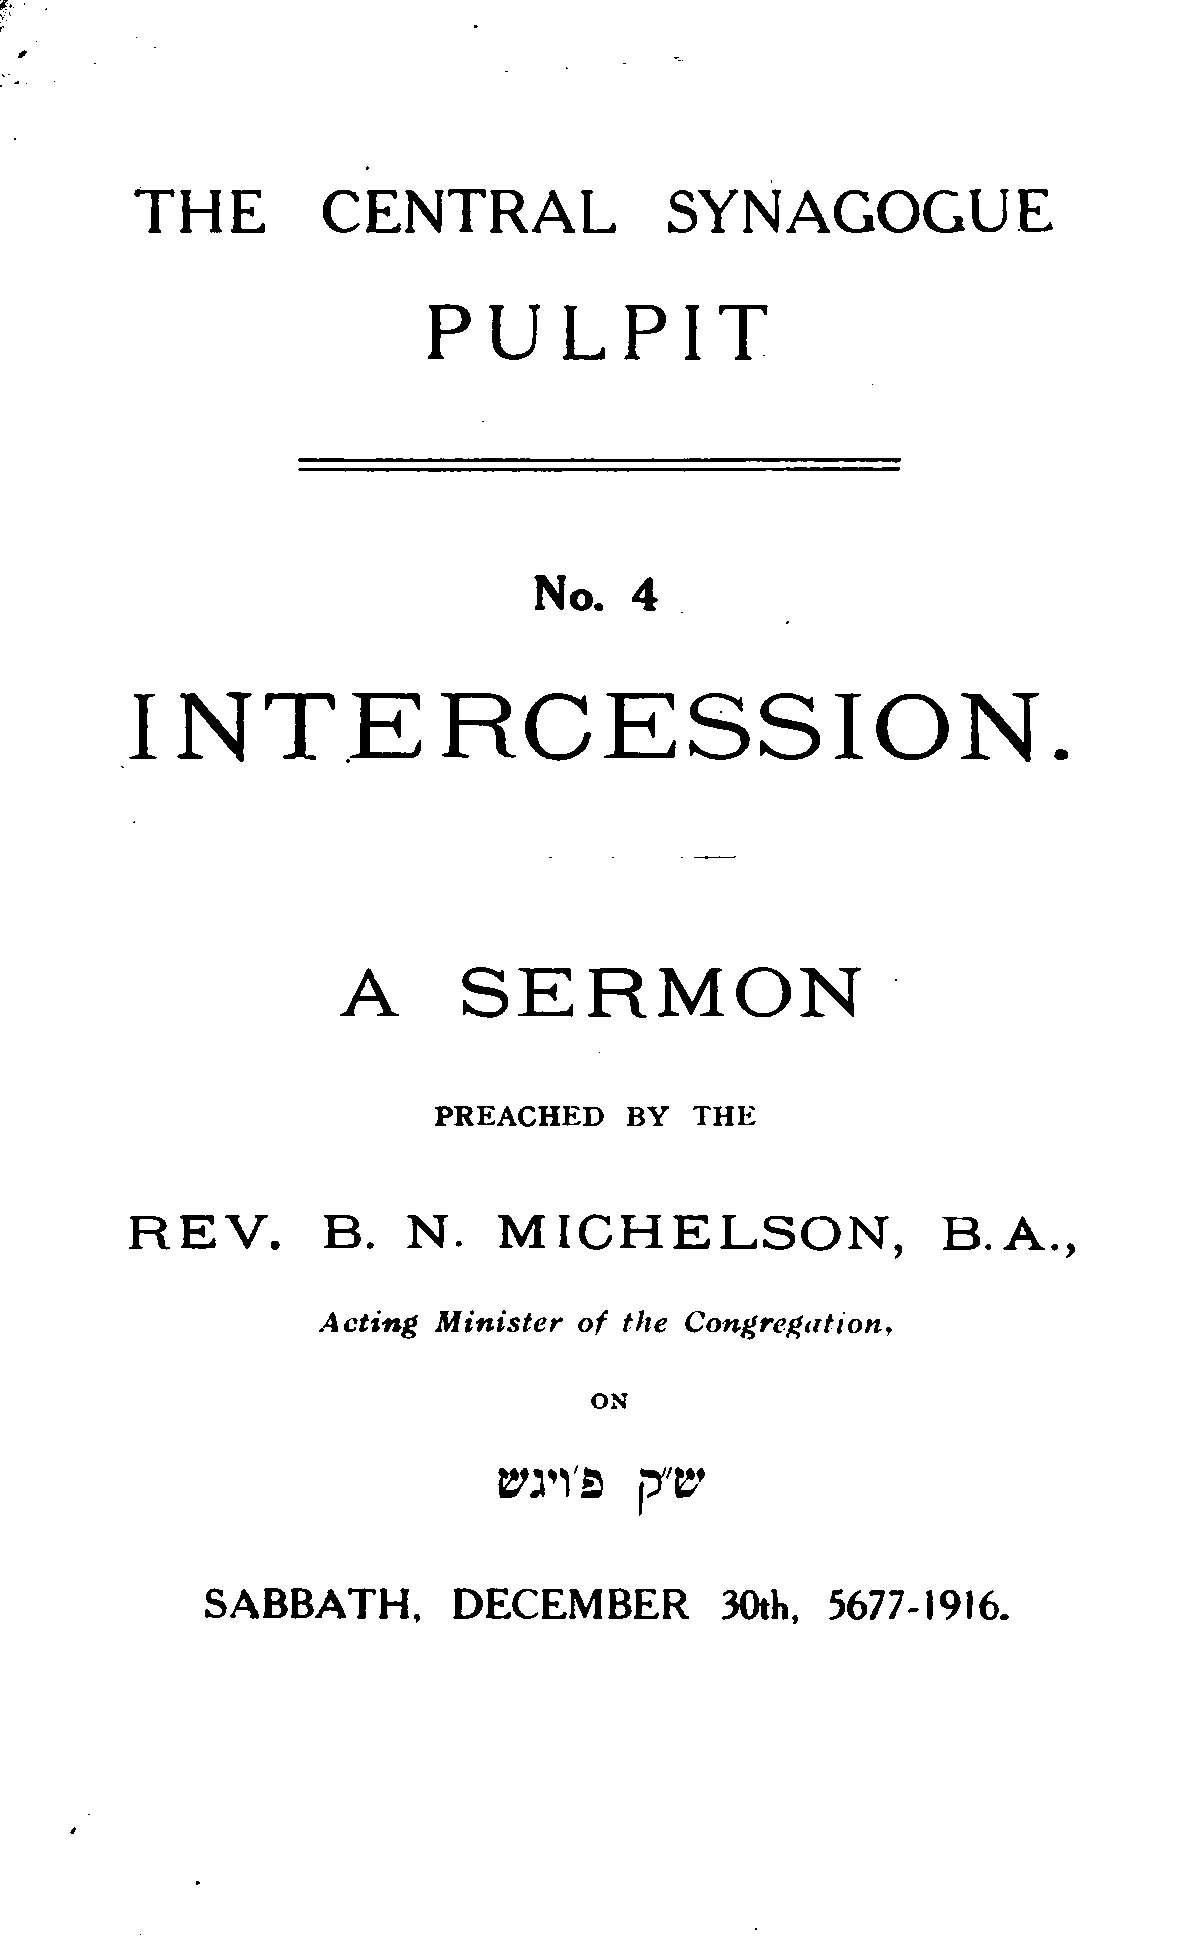 THE CENTRAL SYNAGOGUE
PULPIT
No. 4
INTERCESSION.
A SERMON
PREACHED BY THE
REV. B. N. MICHELSON, B.A.,
Acting Minister of the Congregation,
ON
ש"ק פ'ויגש
SABBATH, DECEMBER 30th, 5677-1916.